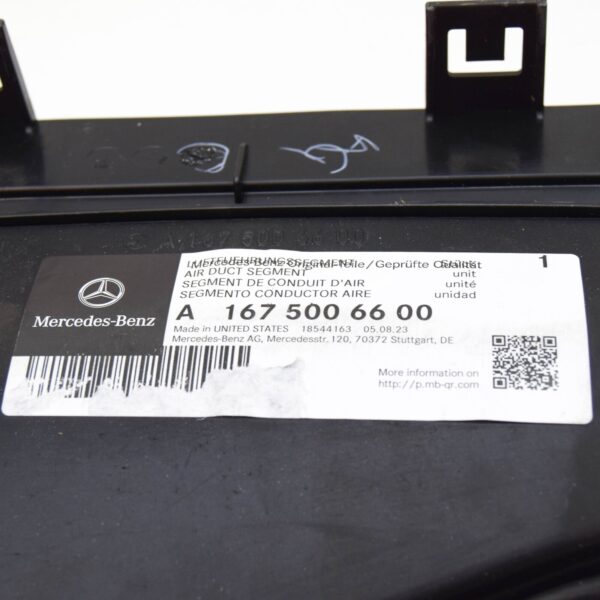 LUFTFUEHRUNGSSEGMENT
Mercedes-Benz Original-Teile/Geprüfte Qualität
1
AIR DUCT SEGMENT unit
SEGMENT DE CONDUIT D'AIR unité
SEGMENTO CONDUCTOR AIRE unidad
Mercedes-Benz
A 167 500 66 00
Made in UNITED STATES 18544163 05.08.23
Mercedes-Benz AG, Mercedesstr. 120, 70372 Stuttgart, DE
More information on
http://p.mb-qr.com